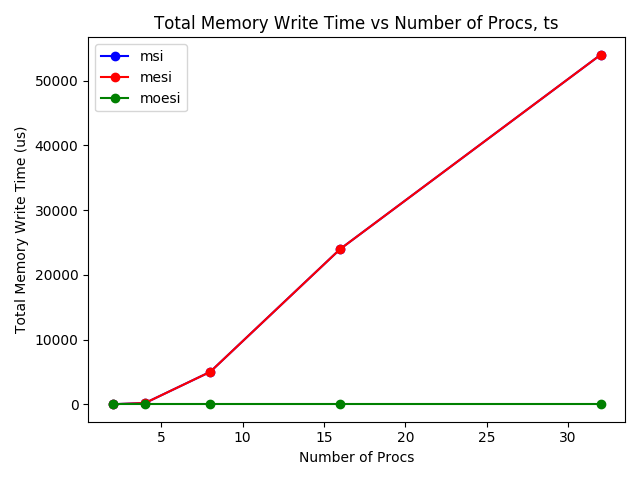 Total Memory Write Time vs Number of Procs, ts
msi
mesi
moesi
Total Memory Write Time (us)
50000
40000
30000
20000
10000
0
5
10
15
20
25
30
Number of Procs